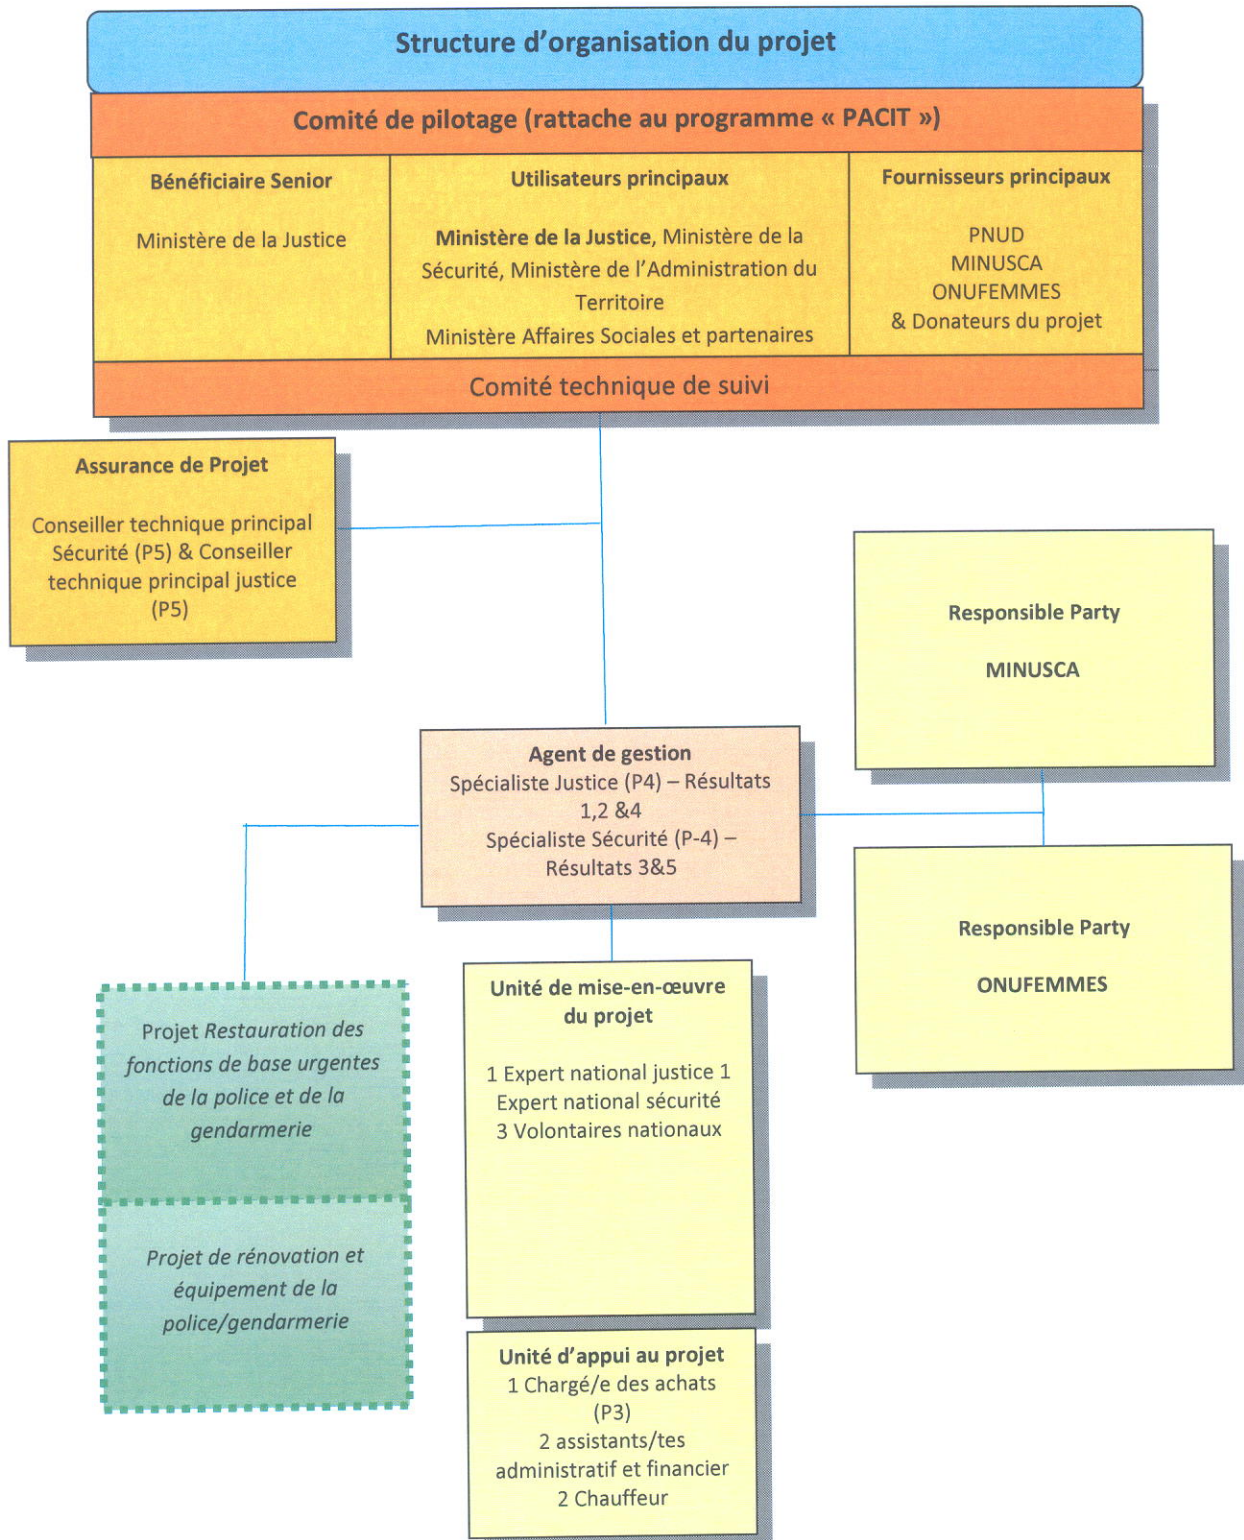 Structure d'organisation du projet
Comité de pilotage (rattache au programme « PACIT »)
Bénéficiaire Senior
Ministère de la Justice
Utilisateurs principaux
Ministère de la Justice, Ministère de la
Sécurité, Ministère de l'Administration du
Territoire
Ministère Affaires Sociales et partenaires
Fournisseurs principaux
PNUD
MINUSCA
ONUFEMMES
& Donateurs du projet
Comité technique de suivi
Assurance de Projet
Conseiller technique principal
Sécurité (P5) & Conseiller
technique principal justice
(P5)
Responsible Party
MINUSCA
Agent de gestion
Spécialiste Justice (P4) – Résultats
1,2 &4
Spécialiste Sécurité (P-4) –
Résultats 3&5
Responsible Party
ONUFEMMES
Projet Restauration des
fonctions de base urgentes
de la police et de la
gendarmerie
Projet de rénovation et
équipement de la
police/gendarmerie
Unité de mise-en-œuvre
du projet
1 Expert national justice 1
Expert national sécurité
3 Volontaires nationaux
Unité d'appui au projet
1 Chargé/e des achats
(P3)
2 assistants/tes
administratif et financier
2 Chauffeur